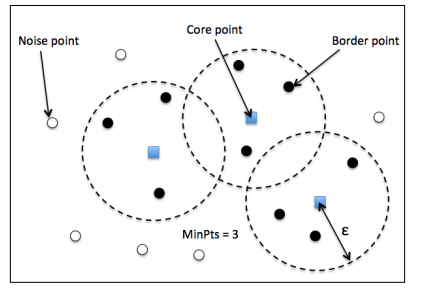 Noise point
Core point
Border point
MinPts = 3
ε